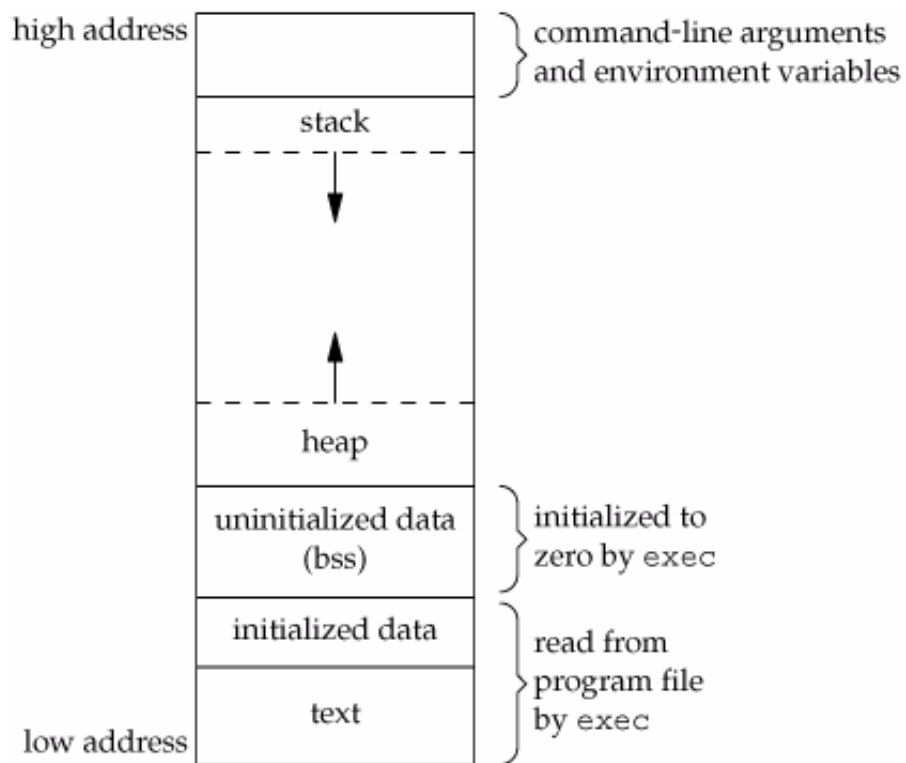 high address
command-line arguments
and environment variables
stack
heap
uninitialized data
(bss)
initialized to
zero by exec
initialized data
read from
program file
by exec
text
low address